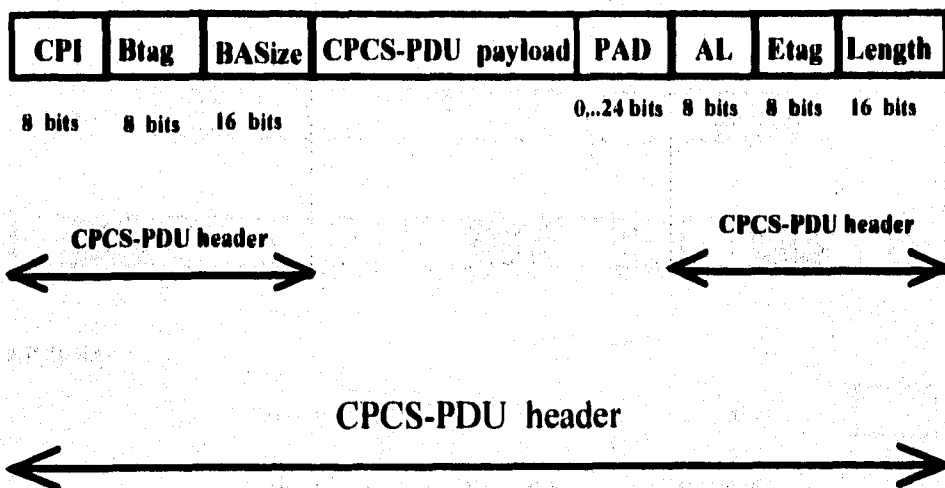 CPI Btag BASize CPCS-PDU payload PAD AL Etag Length
8 bits 8 bits 16 bits 0,..24 bits 8 bits 8 bits 16 bits
CPCS-PDU header CPCS-PDU header
CPCS-PDU header